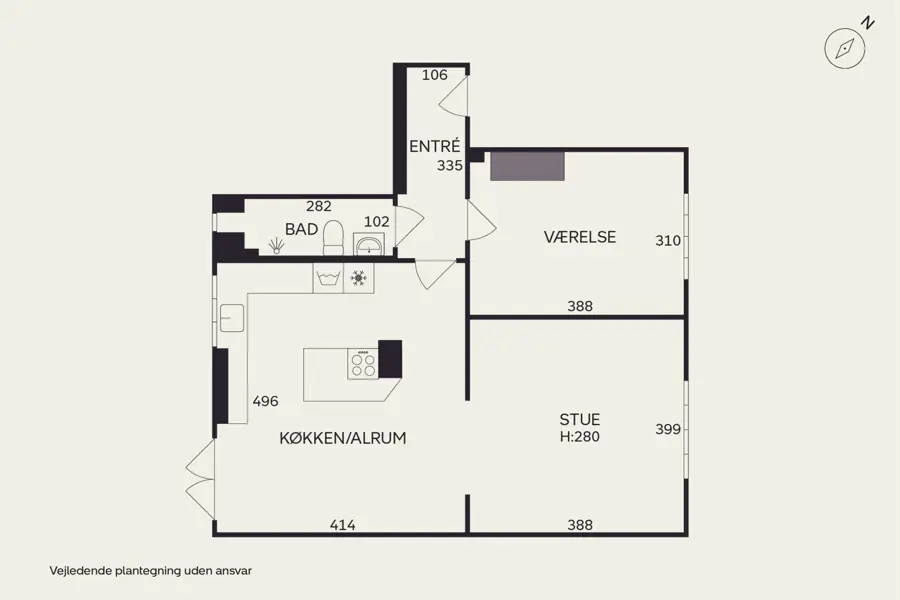 N
106
ENTRÉ
335
282
BAD
102
VÆRELSE
310
388
496
KØKKEN/ALRUM
414
STUE
H:280
399
388
Vejledende plantegning uden ansvar